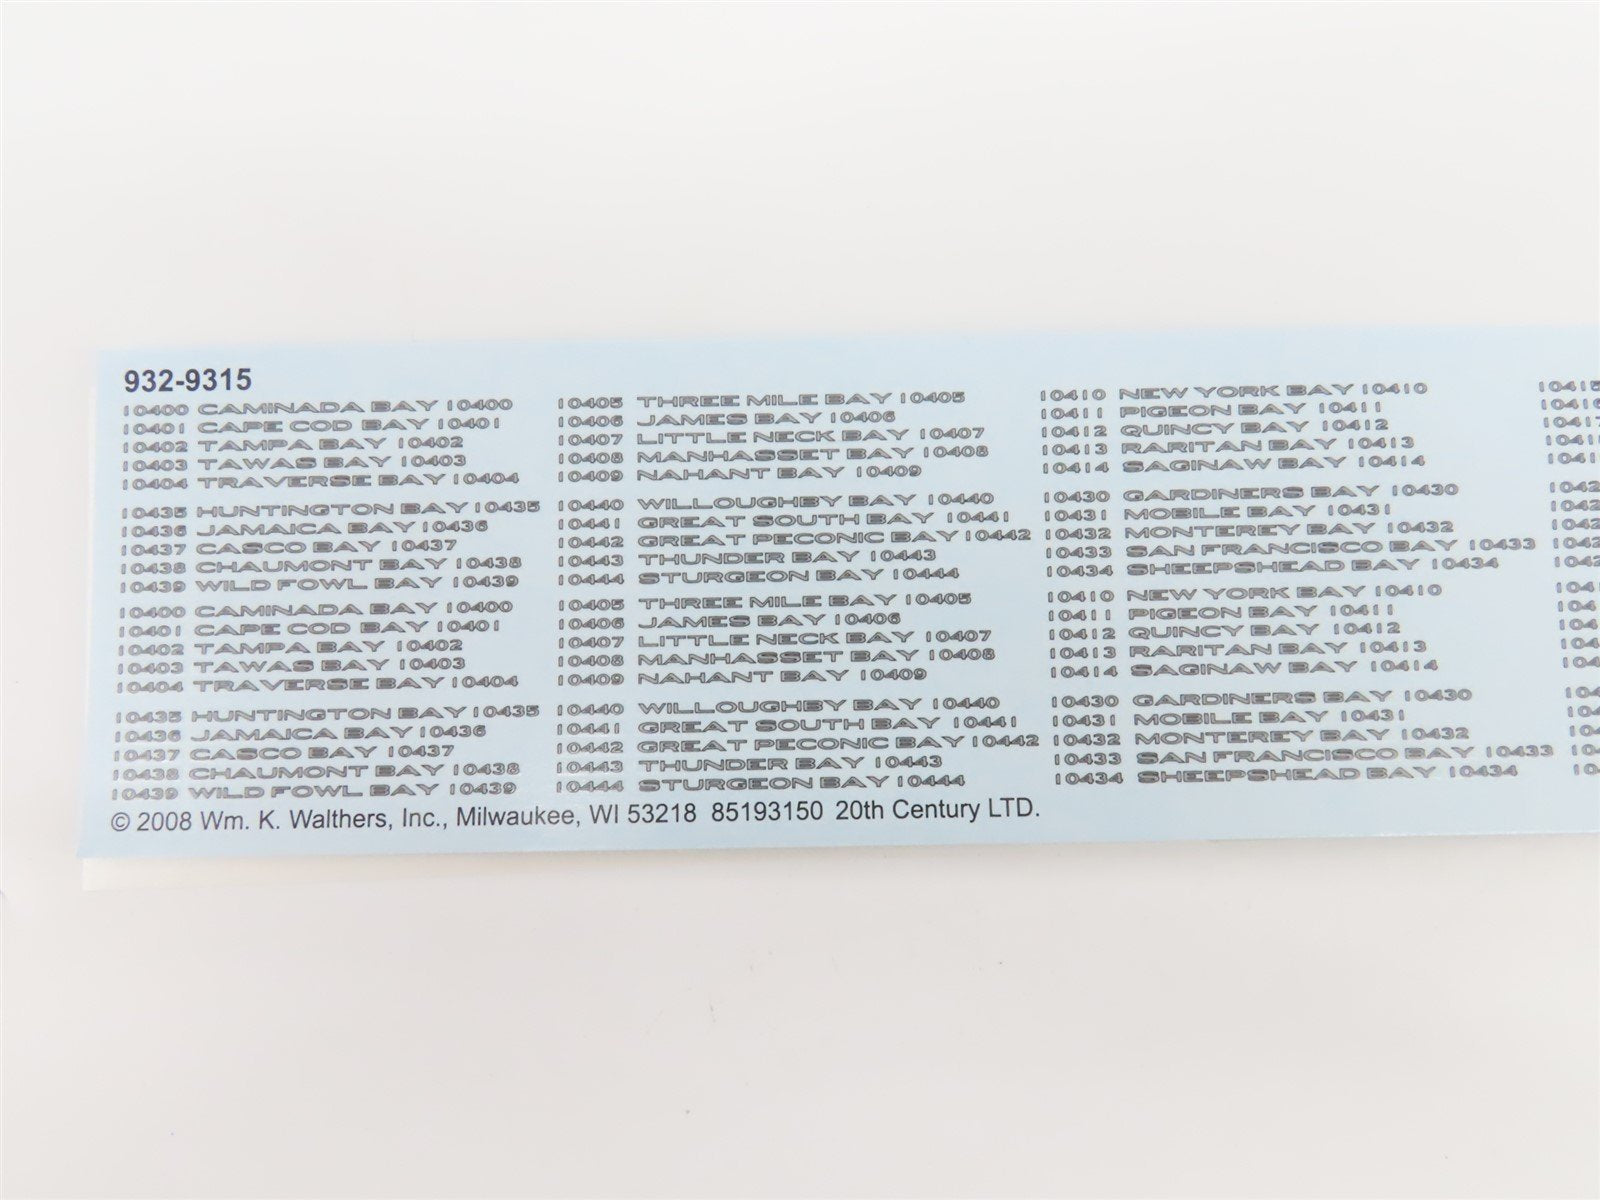 932-9315
10400 CAMINADA BAY 10400 10405 THREE MILE BAY 10405 10410 NEW YORK BAY 10410
10401 CAPE COD BAY 10401 10406 JAMES BAY 10406 10411 PIGEON BAY 10411
10402 TAMPA BAY 10402 10407 LITTLE NECK BAY 10407 10412 QUINCY BAY 10412
10403 TAWAS BAY 10403 10408 MANHASSET BAY 10408 10413 RARITAN BAY 10413
10404 TRAVERSE BAY 10404 10409 NAHANT BAY 10409 10414 SAGINAW BAY 10414
10435 HUNTINGTON BAY 10435 10440 WILLOUGHBY BAY 10440 10430 GARDINERS BAY 10430
10436 JAMAICA BAY 10436 10441 GREAT SOUTH BAY 10441 10431 MOBILE BAY 10431
10437 CASCO BAY 10437 10442 GREAT PECONIC BAY 10442 10432 MONTEREY BAY 10432
10438 CHAUMONT BAY 10438 10443 THUNDER BAY 10443 10433 SAN FRANCISCO BAY 10433
10439 WILD FOWL BAY 10439 10444 STURGEON BAY 10444 10434 SHEEPSHEAD BAY 10434
10400 CAMINADA BAY 10400 10405 THREE MILE BAY 10405 10410 NEW YORK BAY 10410
10401 CAPE COD BAY 10401 10406 JAMES BAY 10406 10411 PIGEON BAY 10411
10402 TAMPA BAY 10402 10407 LITTLE NECK BAY 10407 10412 QUINCY BAY 10412
10403 TAWAS BAY 10403 10408 MANHASSET BAY 10408 10413 RARITAN BAY 10413
10404 TRAVERSE BAY 10404 10409 NAHANT BAY 10409 10414 SAGINAW BAY 10414
10435 HUNTINGTON BAY 10435 10440 WILLOUGHBY BAY 10440 10430 GARDINERS BAY 10430
10436 JAMAICA BAY 10436 10441 GREAT SOUTH BAY 10441 10431 MOBILE BAY 10431
10437 CASCO BAY 10437 10442 GREAT PECONIC BAY 10442 10432 MONTEREY BAY 10432
10438 CHAUMONT BAY 10438 10443 THUNDER BAY 10443 10433 SAN FRANCISCO BAY 10433
10439 WILD FOWL BAY 10439 10444 STURGEON BAY 10444 10434 SHEEPSHEAD BAY 10434
© 2008 Wm. K. Walthers, Inc., Milwaukee, WI 53218 85193150 20th Century LTD.